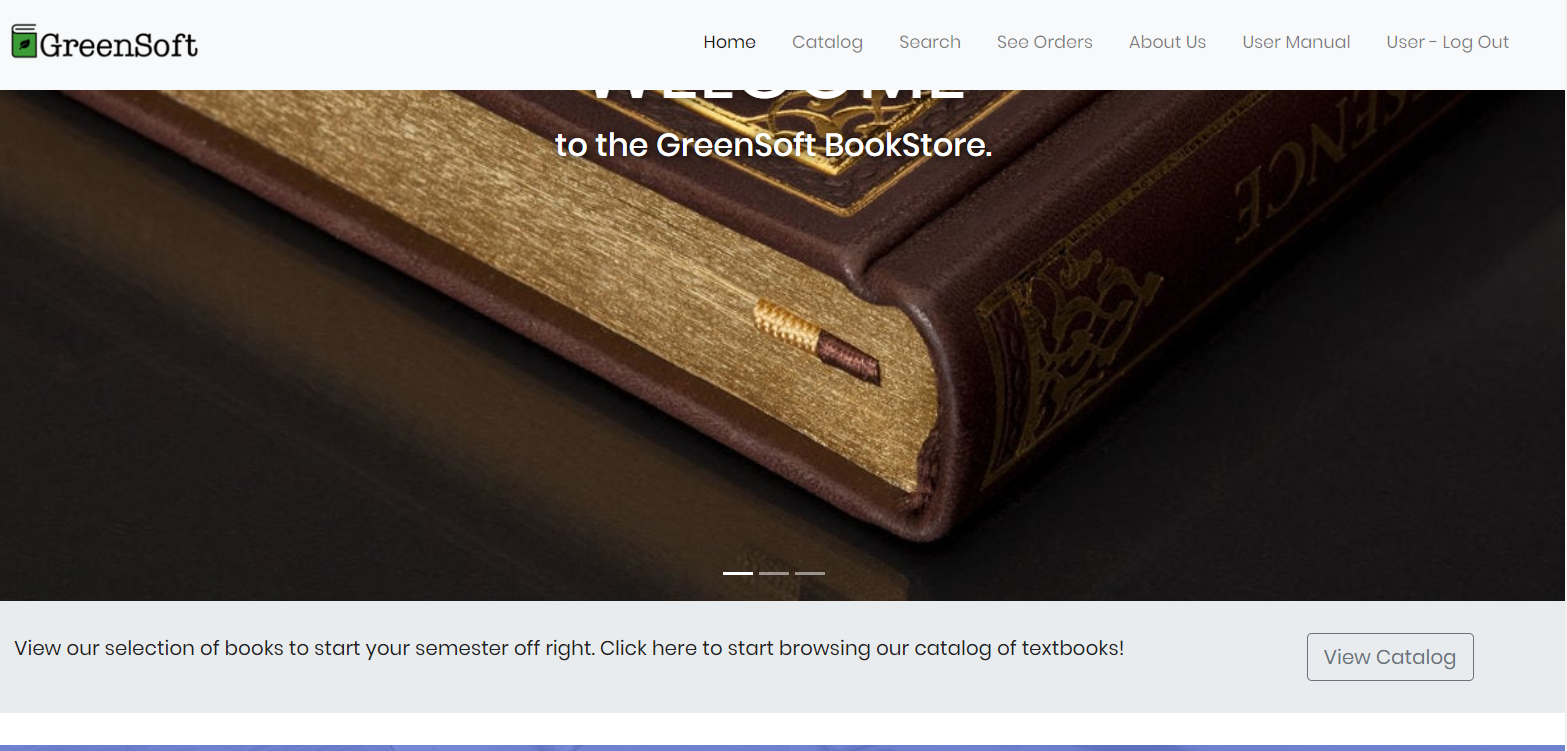 GreenSoft
Home Catalog Search See Orders About Us User Manual User - Log Out
WELCOME
to the GreenSoft BookStore.
View our selection of books to start your semester off right. Click here to start browsing our catalog of textbooks!
View Catalog